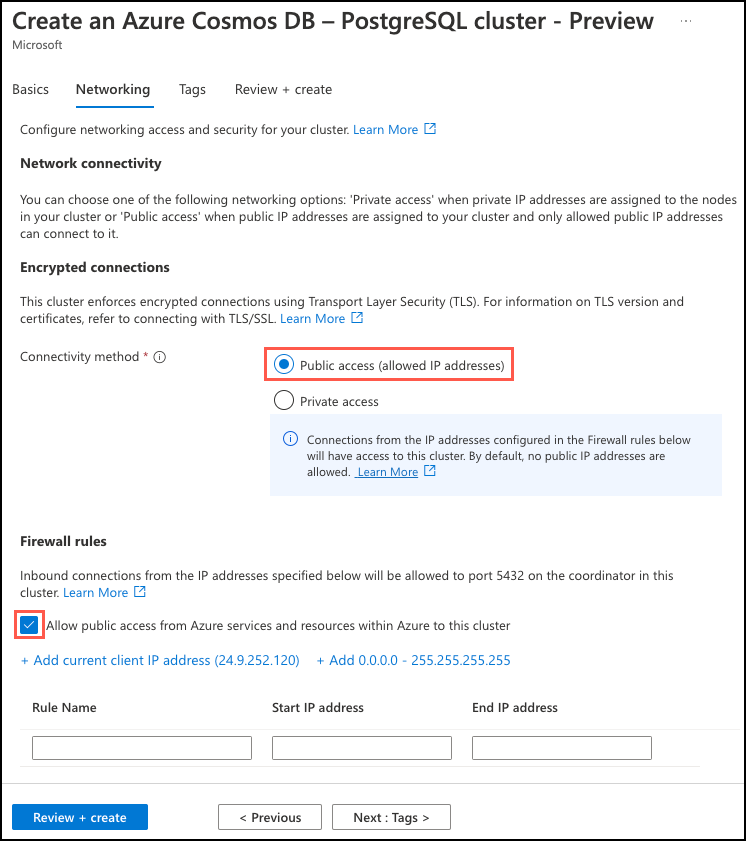 Create an Azure Cosmos DB – PostgreSQL cluster - Preview ...
Microsoft
Basics Networking Tags Review + create
Configure networking access and security for your cluster. Learn More
Network connectivity
You can choose one of the following networking options: 'Private access' when private IP addresses are assigned to the nodes
in your cluster or 'Public access' when public IP addresses are assigned to your cluster and only allowed public IP addresses
can connect to it.
Encrypted connections
This cluster enforces encrypted connections using Transport Layer Security (TLS). For information on TLS version and
certificates, refer to connecting with TLS/SSL. Learn More
Connectivity method *
Public access (allowed IP addresses)
Private access
Connections from the IP addresses configured in the Firewall rules below
will have access to this cluster. By default, no public IP addresses are
allowed. Learn More
Firewall rules
Inbound connections from the IP addresses specified below will be allowed to port 5432 on the coordinator in this
cluster. Learn More
Allow public access from Azure services and resources within Azure to this cluster
+ Add current client IP address (24.9.252.120) + Add 0.0.0.0 - 255.255.255.255
Rule Name Start IP address End IP address
Review + create < Previous Next : Tags >